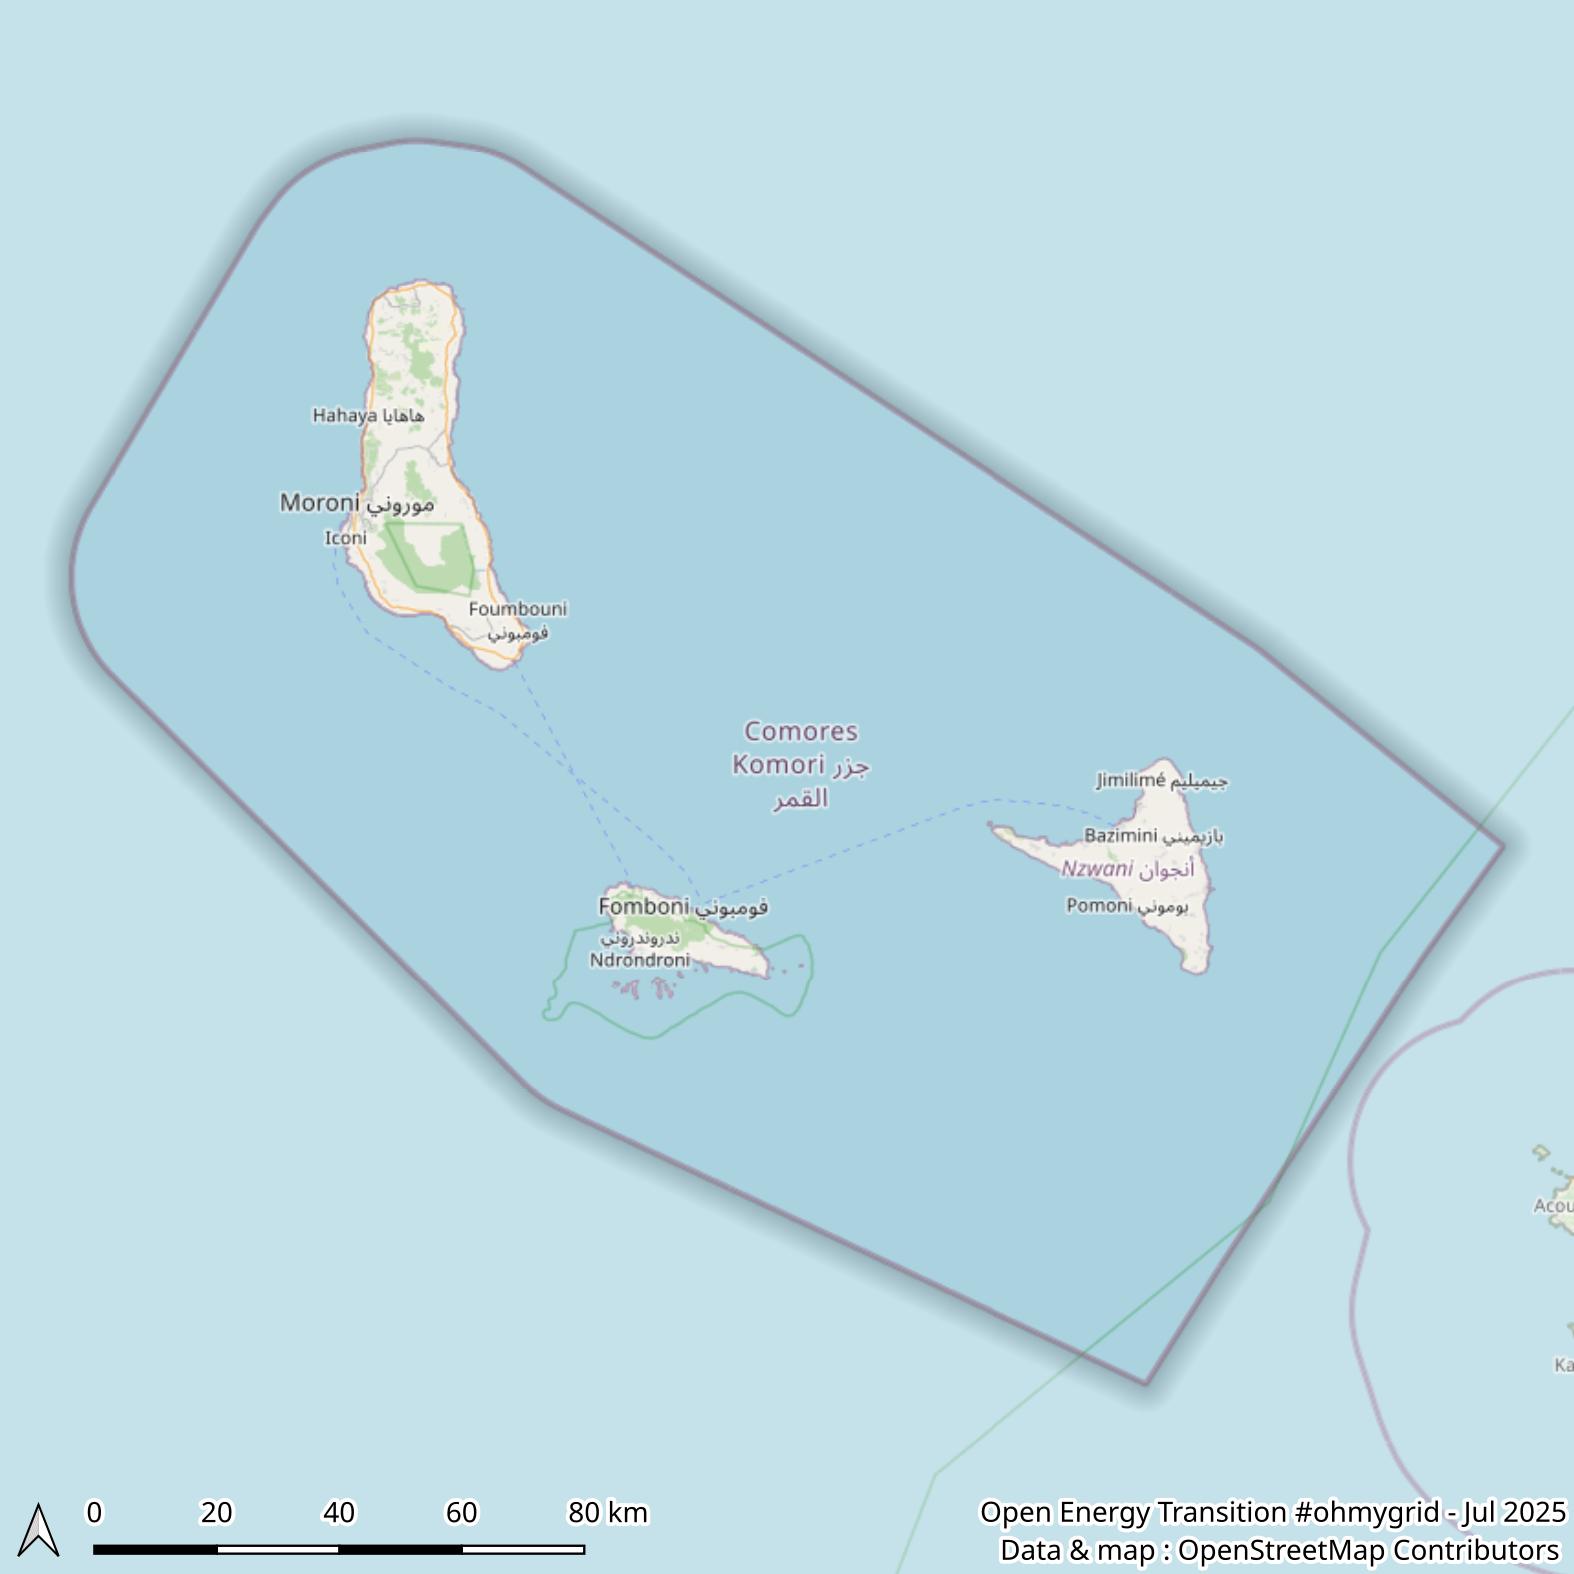 Hahaya هاهايا
Moroni موروني
Iconi
Foumbouni
فومبوني
Comores
Komori جزر
القمر
Jimilimé جيميليم
Bazimini بازيميني
Nzwani أنجوان
Pomoni بوموني
Fomboni فومبوني
ندروندروني
Ndrondroni
Acou
Ka
0 20 40 60 80 km
Open Energy Transition #ohmygrid - Jul 2025
Data & map : OpenStreetMap Contributors